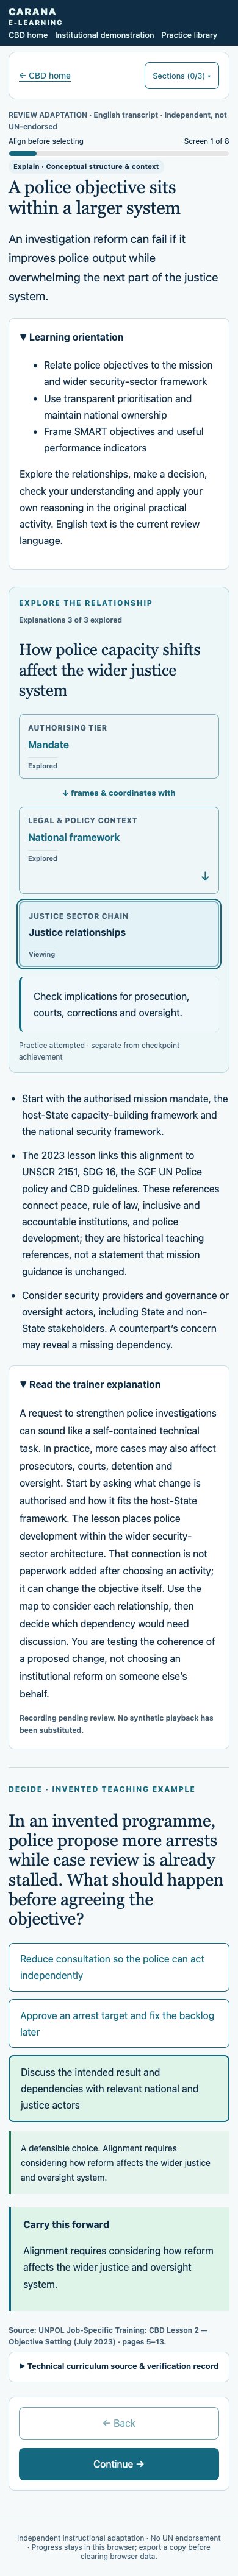 CARANA
E-LEARNING
CBD home Institutional demonstration Practice library
← CBD home
Sections (0/3) ▾
REVIEW ADAPTATION · English transcript · Independent, not
UN-endorsed
Align before selecting
Screen 1 of 8
Explain · Conceptual structure & context
A police objective sits
within a larger system
An investigation reform can fail if it
improves police output while
overwhelming the next part of the justice
system.
▼ Learning orientation
• Relate police objectives to the mission
and wider security-sector framework
• Use transparent prioritisation and
maintain national ownership
• Frame SMART objectives and useful
performance indicators
Explore the relationships, make a decision,
check your understanding and apply your
own reasoning in the original practical
activity. English text is the current review
language.
EXPLORE THE RELATIONSHIP
Explanations 3 of 3 explored
How police capacity shifts
affect the wider justice
system
AUTHORISING TIER
Mandate
Explored
↓ frames & coordinates with
LEGAL & POLICY CONTEXT
National framework
Explored
↓
JUSTICE SECTOR CHAIN
Justice relationships
Viewing
Check implications for prosecution,
courts, corrections and oversight.
Practice attempted · separate from checkpoint
achievement
• Start with the authorised mission mandate, the
host-State capacity-building framework and
the national security framework.
• The 2023 lesson links this alignment to
UNSCR 2151, SDG 16, the SGF UN Police
policy and CBD guidelines. These references
connect peace, rule of law, inclusive and
accountable institutions, and police
development; they are historical teaching
references, not a statement that mission
guidance is unchanged.
• Consider security providers and governance or
oversight actors, including State and non-
State stakeholders. A counterpart's concern
may reveal a missing dependency.
▼ Read the trainer explanation
A request to strengthen police investigations
can sound like a self-contained technical
task. In practice, more cases may also affect
prosecutors, courts, detention and
oversight. Start by asking what change is
authorised and how it fits the host-State
framework. The lesson places police
development within the wider security-
sector architecture. That connection is not
paperwork added after choosing an activity;
it can change the objective itself. Use the
map to consider each relationship, then
decide which dependency would need
discussion. You are testing the coherence of
a proposed change, not choosing an
institutional reform on someone else's
behalf.
Recording pending review. No synthetic playback has
been substituted.
DECIDE · INVENTED TEACHING EXAMPLE
In an invented programme,
police propose more arrests
while case review is already
stalled. What should happen
before agreeing the
objective?
Reduce consultation so the police can act
independently
Approve an arrest target and fix the backlog
later
Discuss the intended result and
dependencies with relevant national and
justice actors
A defensible choice. Alignment requires
considering how reform affects the wider justice
and oversight system.
Carry this forward
Alignment requires considering how reform
affects the wider justice and oversight
system.
Source: UNPOL Job-Specific Training: CBD Lesson 2 —
Objective Setting (July 2023) · pages 5–13.
► Technical curriculum source & verification record
← Back
Continue →
Independent instructional adaptation · No UN endorsement
· Progress stays in this browser; export a copy before
clearing browser data.